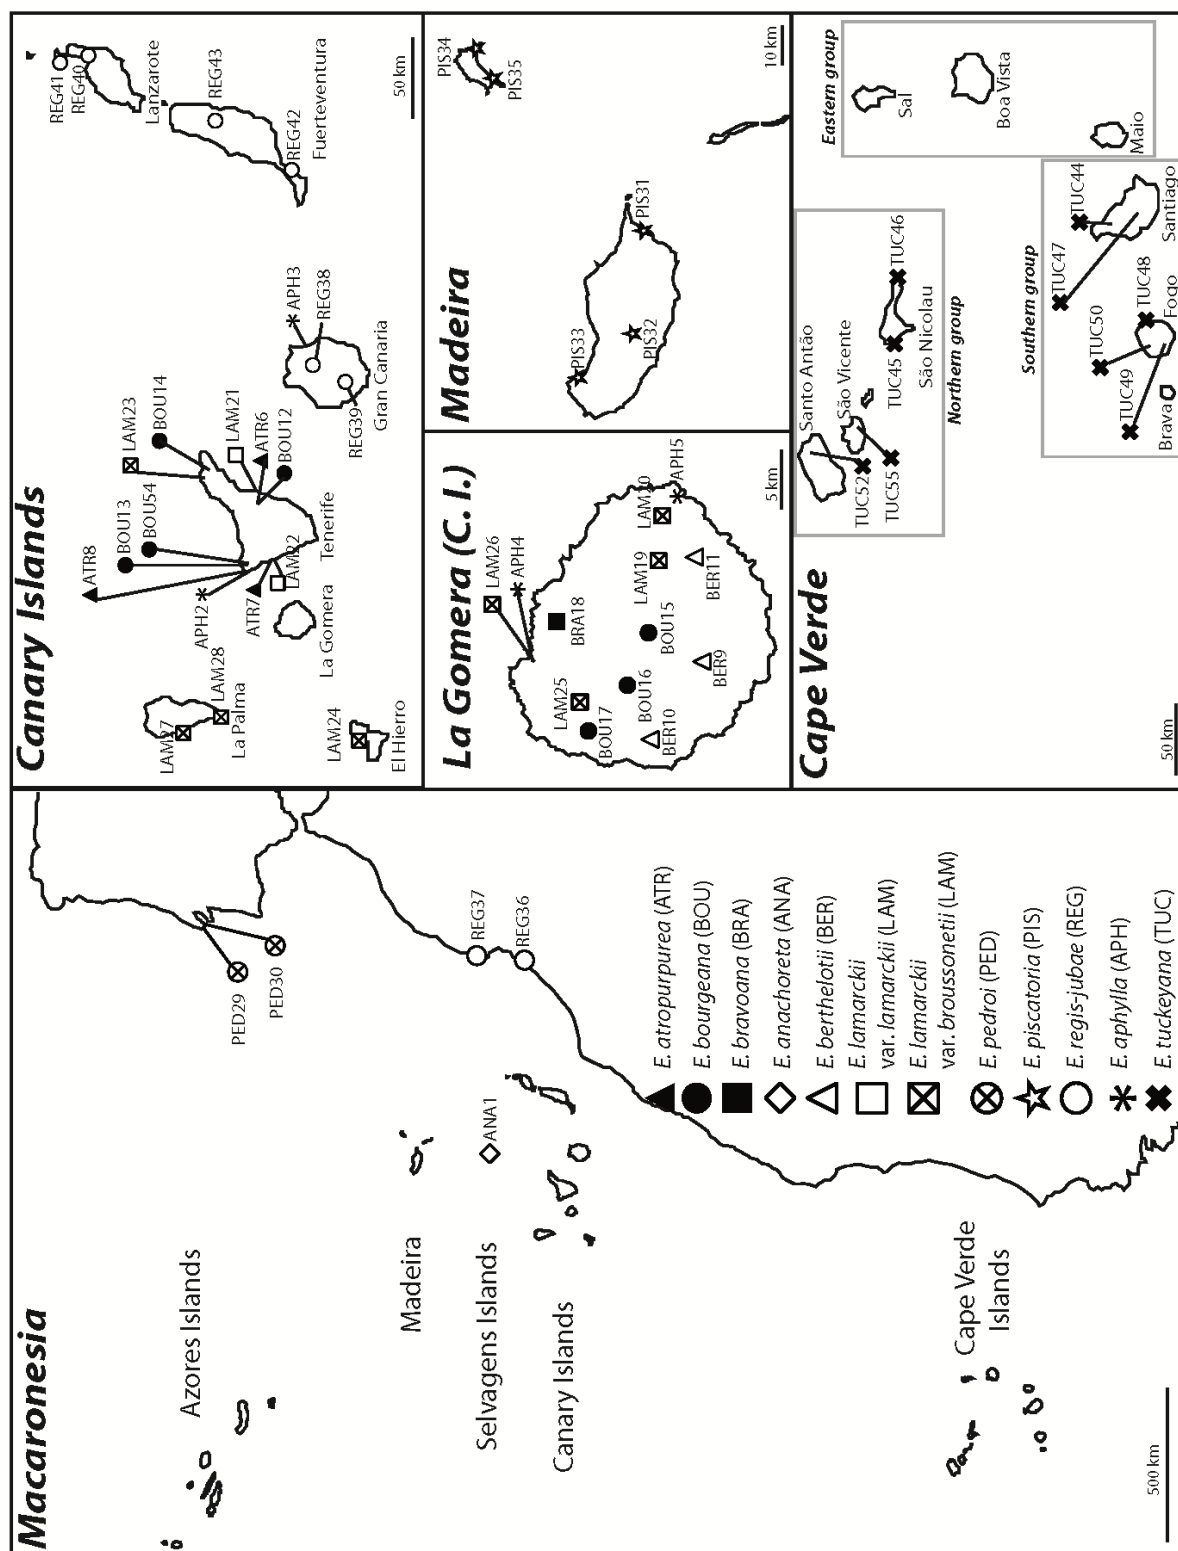 Macaronesia
Azores Islands
Madeira
Selvagens Islands
Canary Islands
Cape Verde
Islands
500 km
PED29
PED30
REG37
REG36
ANA1
E. atropurpurea (ATR)
E. bourgeana (BOU)
E. bravoana (BRA)
E. anachoreta (ANA)
E. berthelotii (BER)
E. lamarckii
var. lamarckii (LAM)
E. lamarckii
var. broussonetii (LAM)
E. pedroi (PED)
E. piscatoria (PIS)
E. regis-jubae (REG)
E. aphylla (APH)
E. tuckeyana (TUC)
Canary Islands
LAM27
LAM28
La Palma
LAM24
El Hierro
ATR8
BOU13
BOU54
APH2
ATR7
LAM22
La Gomera
Tenerife
LAM23
BOU14
LAM21
ATR6
BOU12
APH3
REG38
REG39
Gran Canaria
REG41
REG40
Lanzarote
REG43
REG42
Fuerteventura
50 km
La Gomera (C. I.)
LAM26
APH4
BRA18
LAM25
BOU17
BOU16
BOU15
BER10
BER9
BER11
LAM19
LAM20
APH5
5 km
Madeira
PIS33
PIS32
PIS31
PIS34
PIS35
10 km
Cape Verde
Santo Antão
São Vicente
TUC52
TUC55
TUC45
TUC46
São Nicolau
Northern group
Eastern group
Sal
Boa Vista
Maio
Southern group
TUC47
TUC44
Santiago
TUC50
TUC48
TUC49
Fogo
Brava
50 km